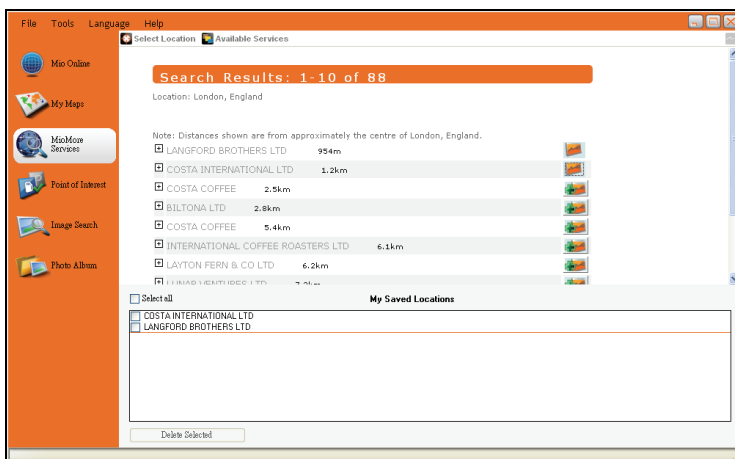 File Tools Language Help
Select Location Available Services
Mio Online
My Maps
MioMore
Services
Point of Interest
Image Search
Photo Album
Search Results: 1-10 of 88
Location: London, England
Note: Distances shown are from approximately the centre of London, England.
LANGFORD BROTHERS LTD 954m
COSTA INTERNATIONAL LTD 1.2km
COSTA COFFEE 2.5km
BILTONA LTD 2.8km
COSTA COFFEE 5.4km
INTERNATIONAL COFFEE ROASTERS LTD 6.1km
LAYTON FERN & CO LTD 6.2km
LUNAR VENTURES LTD
Select all My Saved Locations
COSTA INTERNATIONAL LTD
LANGFORD BROTHERS LTD
Delete Selected